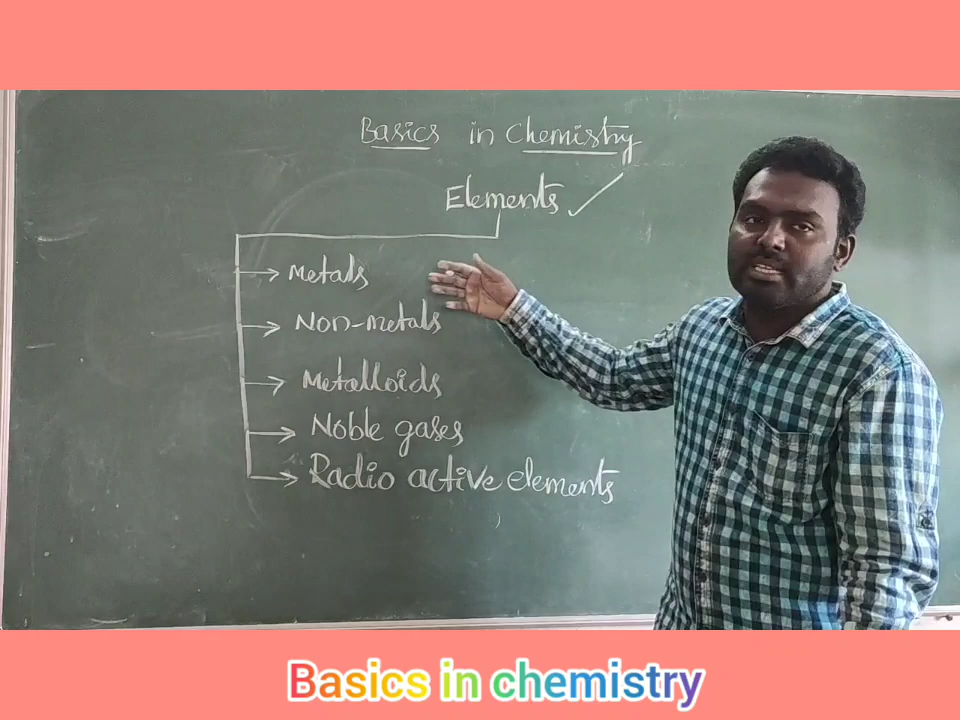 Basics in Chemistry
Elements ✓
Metals
Non-metals
Metalloids
Noble gases
Radio active elements
Basics in chemistry